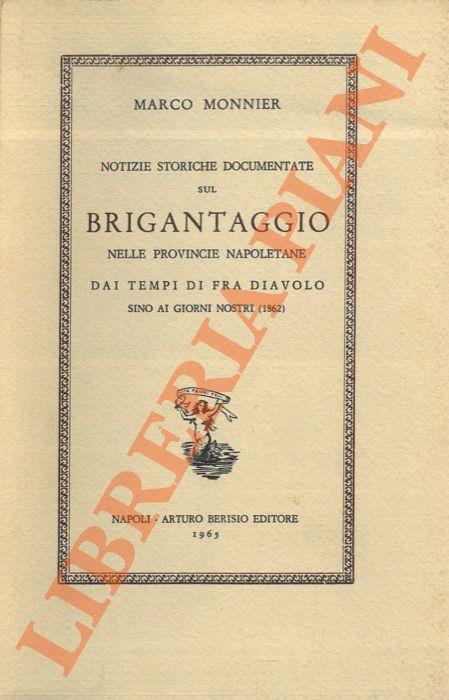 MARCO MONNIER
NOTIZIE STORICHE DOCUMENTATE
SUL
BRIGANTAGGIO
NELLE PROVINCIE NAPOLETANE
DAI TEMPI DI FRA DIAVOLO
SINO AI GIORNI NOSTRI (1862)
NAPOLI - ARTURO BERISIO EDITORE
1965
LIBRERIA PIANI